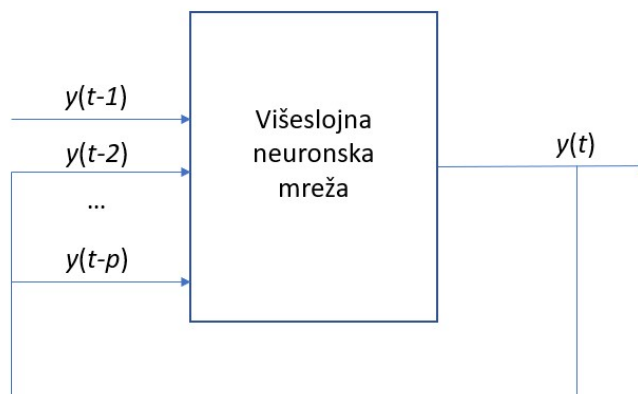 y(t-1)
y(t-2)
...
y(t-p)
Višeslojna
neuronska
mreža
y(t)